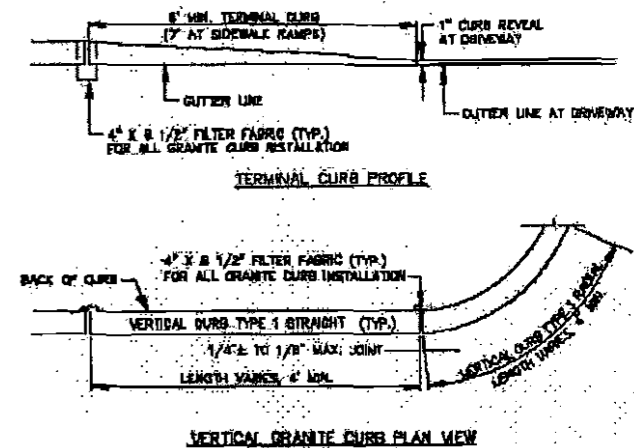 6' MIN. TERMINAL CURB
(7' AT SIDEWALK RAMPS)
1" CURB REVEAL
AT DRIVEWAY
GUTTER LINE
GUTTER LINE AT DRIVEWAY
4" X 8 1/2" FILTER FABRIC (TYP.)
FOR ALL GRANITE CURB INSTALLATION
TERMINAL CURB PROFILE
4" X 8 1/2" FILTER FABRIC (TYP.)
FOR ALL GRANITE CURB INSTALLATION
BACK OF CURB
VERTICAL CURB TYPE 1 STRAIGHT (TYP.)
1/4"± TO 1/8" MAX. JOINT
LENGTH VARIES, 4' MIN.
VERTICAL CURB TYPE 1 RADIAL
LENGTH VARIES, 4' MIN.
VERTICAL GRANITE CURB PLAN VIEW